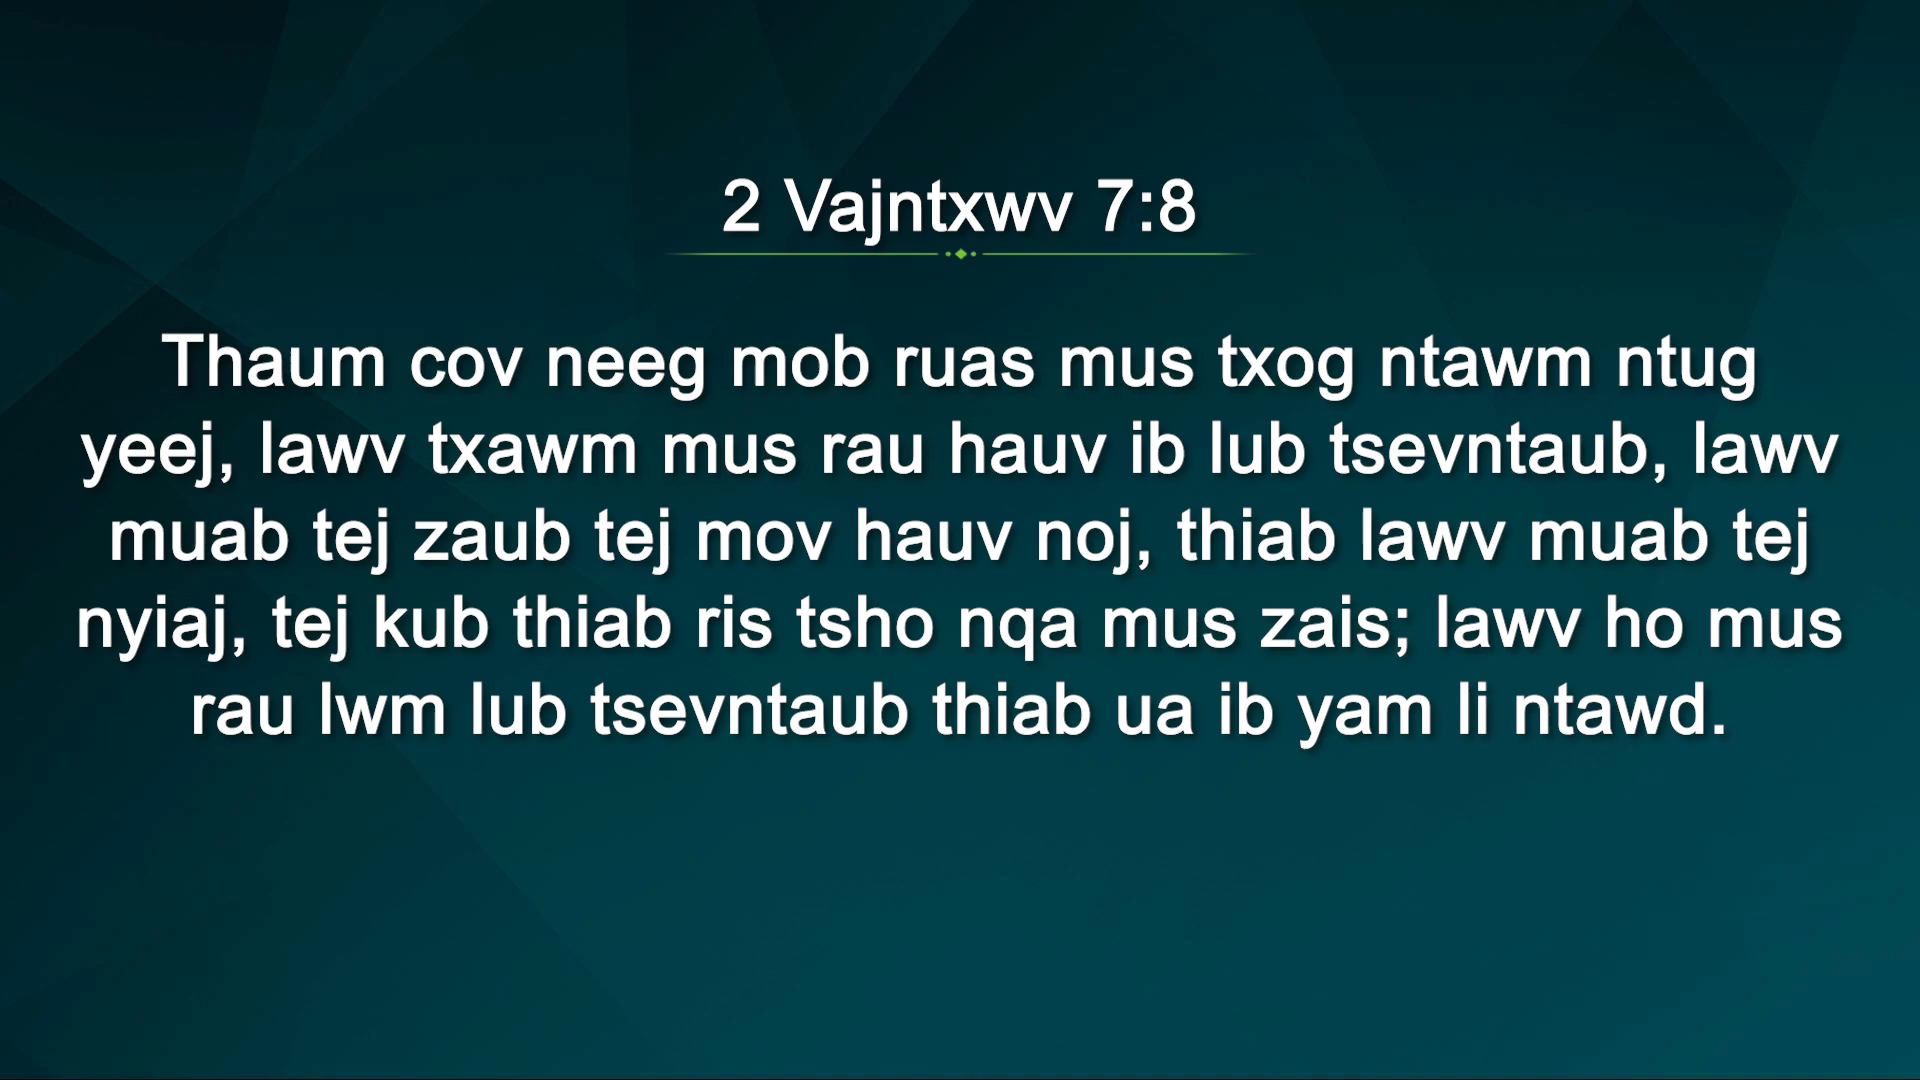 2 Vajntxwv 7:8
Thaum cov neeg mob ruas mus txog ntawm ntug
yeej, lawv txawm mus rau hauv ib lub tsevntaub, lawv
muab tej zaub tej mov hauv noj, thiab lawv muab tej
nyiaj, tej kub thiab ris tsho nqa mus zais; lawv ho mus
rau lwm lub tsevntaub thiab ua ib yam li ntawd.